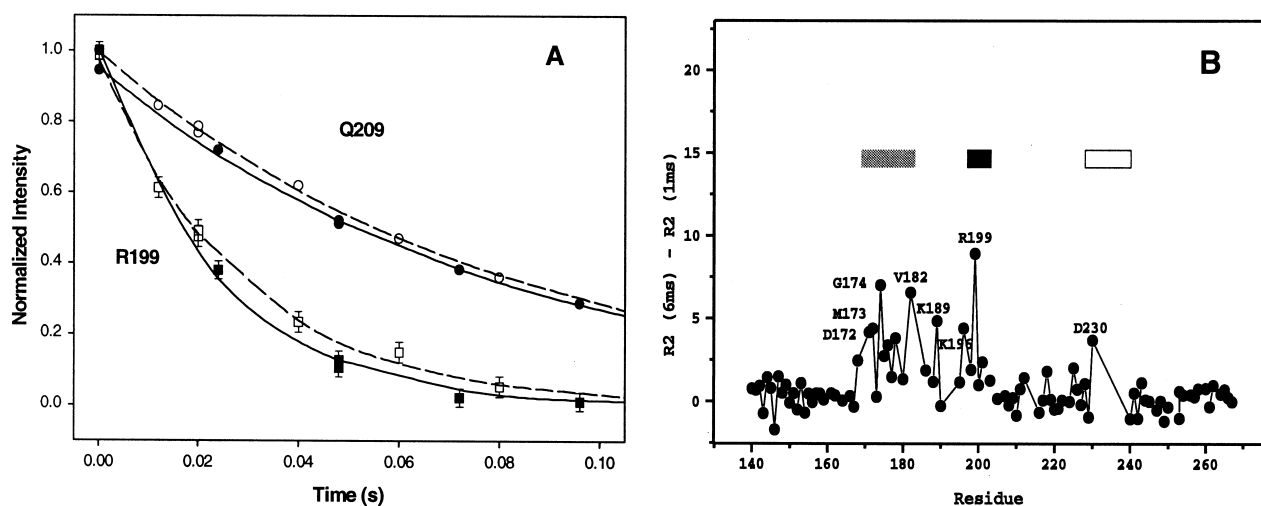 A
1.0
0.8
0.6
0.4
0.2
0.0
Normalized Intensity
Q209
R199
0.00
0.02
0.04
0.06
0.08
0.10
Time (s)
B
20
15
10
5
0
R2 (6ms) - R2 (1ms)
R199
G174
V182
M173
K189
D172
K196
D230
140
160
180
200
220
240
260
Residue